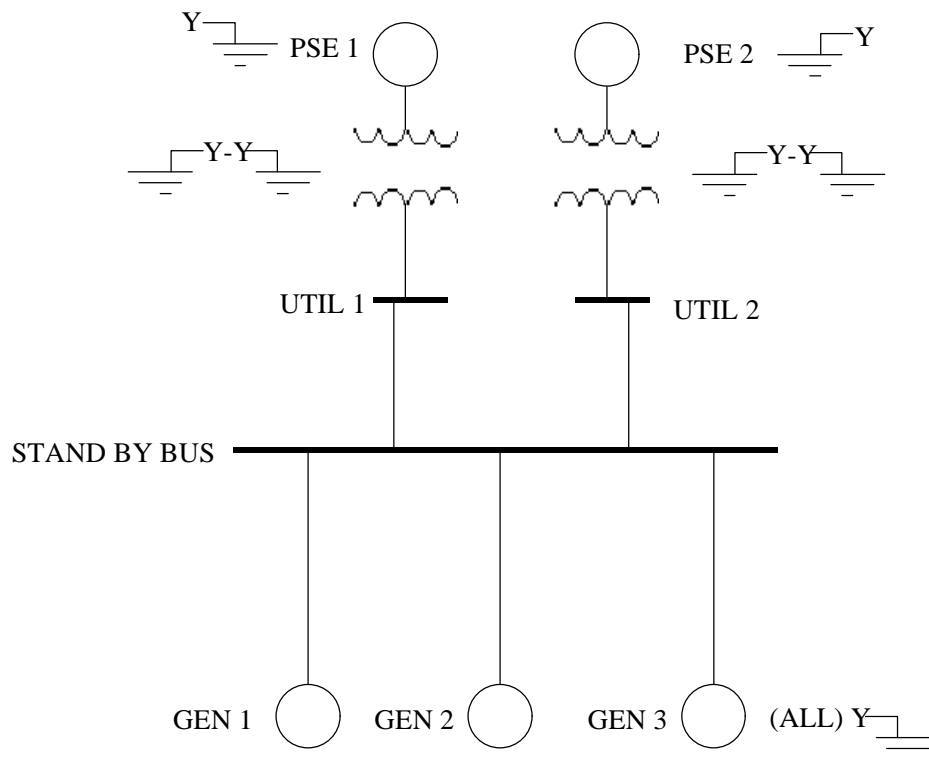 Y
PSE 1
PSE 2
Y
Y-Y
Y-Y
UTIL 1
UTIL 2
STAND BY BUS
GEN 1
GEN 2
GEN 3
(ALL) Y